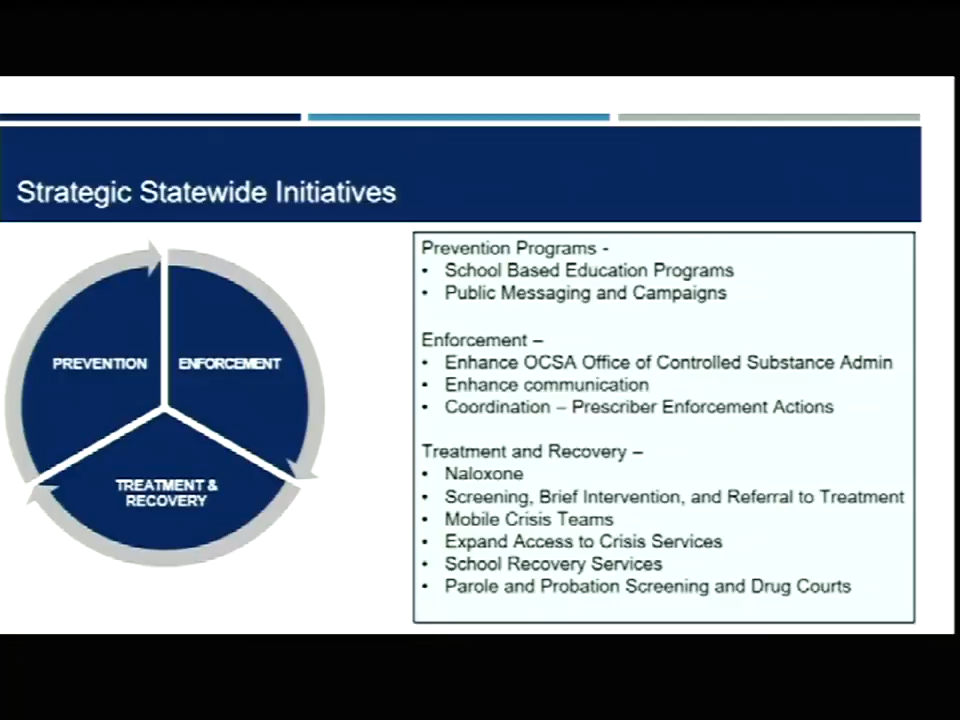 Strategic Statewide Initiatives
PREVENTION
ENFORCEMENT
TREATMENT &
RECOVERY
Prevention Programs -
• School Based Education Programs
• Public Messaging and Campaigns
Enforcement –
• Enhance OCSA Office of Controlled Substance Admin
• Enhance communication
• Coordination – Prescriber Enforcement Actions
Treatment and Recovery –
• Naloxone
• Screening, Brief Intervention, and Referral to Treatment
• Mobile Crisis Teams
• Expand Access to Crisis Services
• School Recovery Services
• Parole and Probation Screening and Drug Courts